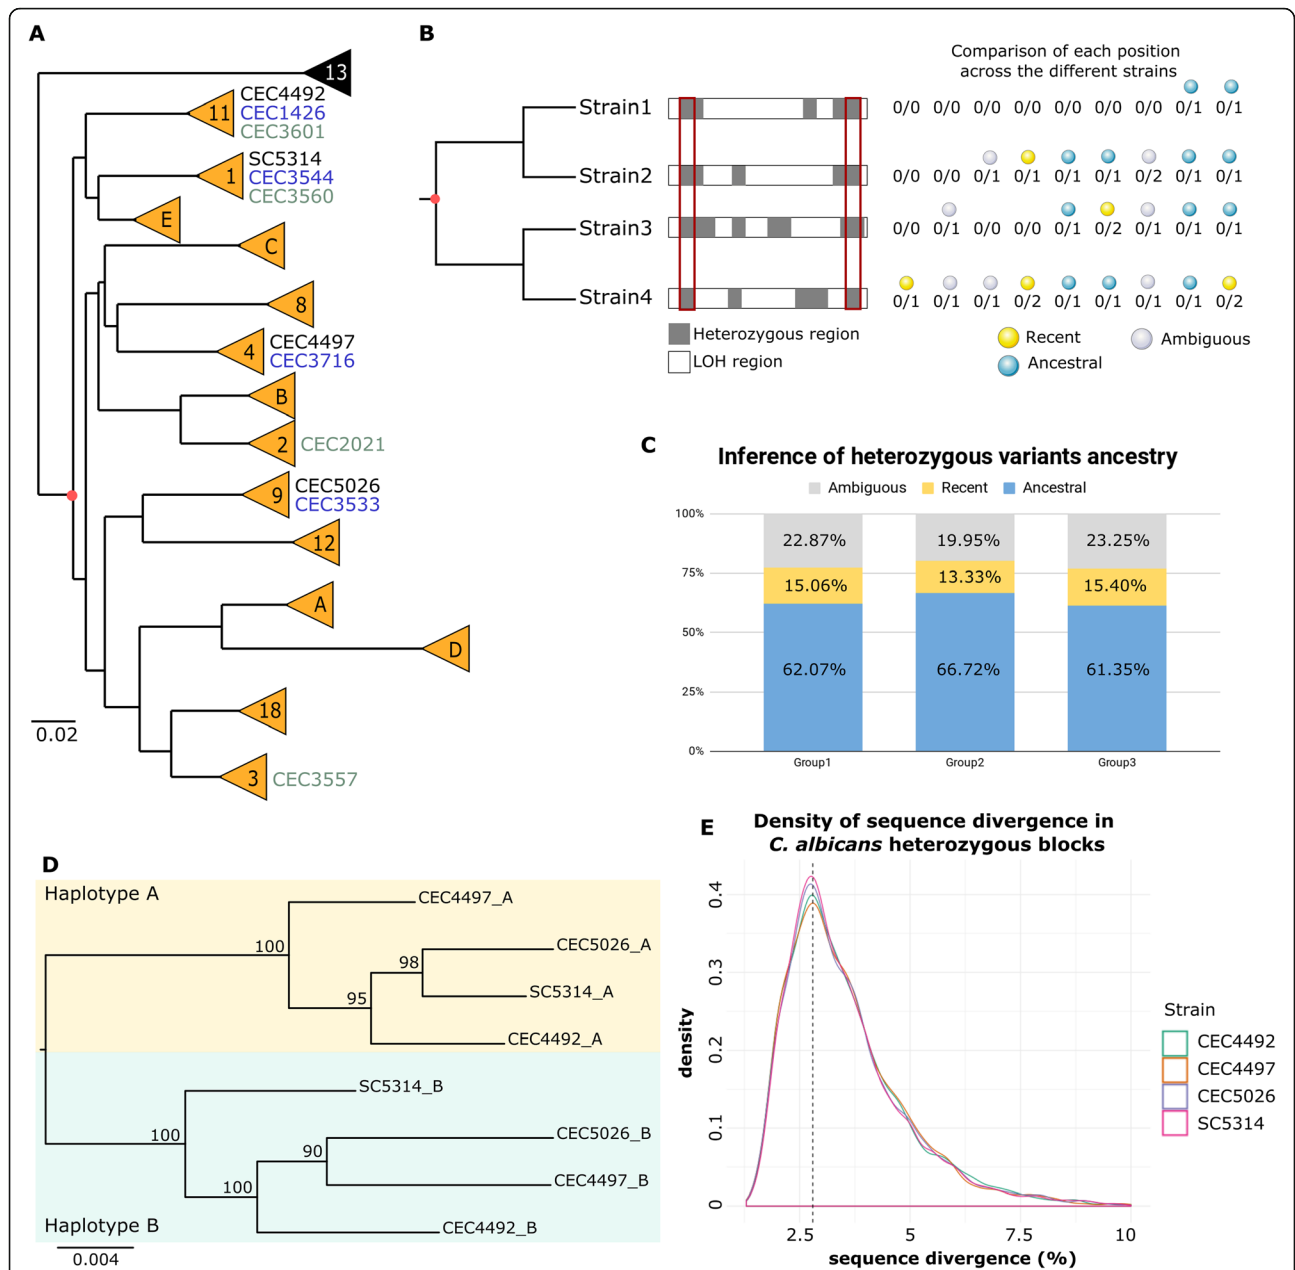 A
13
11
CEC4492
CEC1426
CEC3601
1
SC5314
CEC3544
CEC3560
E
C
8
4
CEC4497
CEC3716
B
2
CEC2021
9
CEC5026
CEC3533
12
A
D
18
3
CEC3557
0.02
B
Comparison of each position
across the different strains
Strain1
0/0 0/0 0/0 0/0 0/0 0/0 0/0 0/1 0/1
Strain2
0/0 0/0 0/1 0/1 0/1 0/1 0/2 0/1 0/1
Strain3
0/0 0/1 0/0 0/0 0/1 0/2 0/1 0/1 0/1
Strain4
0/1 0/1 0/1 0/2 0/1 0/1 0/1 0/1 0/2
Heterozygous region
LOH region
Recent
Ambiguous
Ancestral
C
Inference of heterozygous variants ancestry
Ambiguous Recent Ancestral
100%
75%
50%
25%
0%
22.87% 19.95% 23.25%
15.06% 13.33% 15.40%
62.07% 66.72% 61.35%
Group1 Group2 Group3
D
Haplotype A
CEC4497_A
100
CEC5026_A
98
SC5314_A
95
CEC4492_A
SC5314_B
100
CEC5026_B
90
CEC4497_B
100
CEC4492_B
Haplotype B
0.004
E
Density of sequence divergence in
C. albicans heterozygous blocks
density
0.4
0.3
0.2
0.1
0
2.5 5 7.5 10
sequence divergence (%)
Strain
CEC4492
CEC4497
CEC5026
SC5314